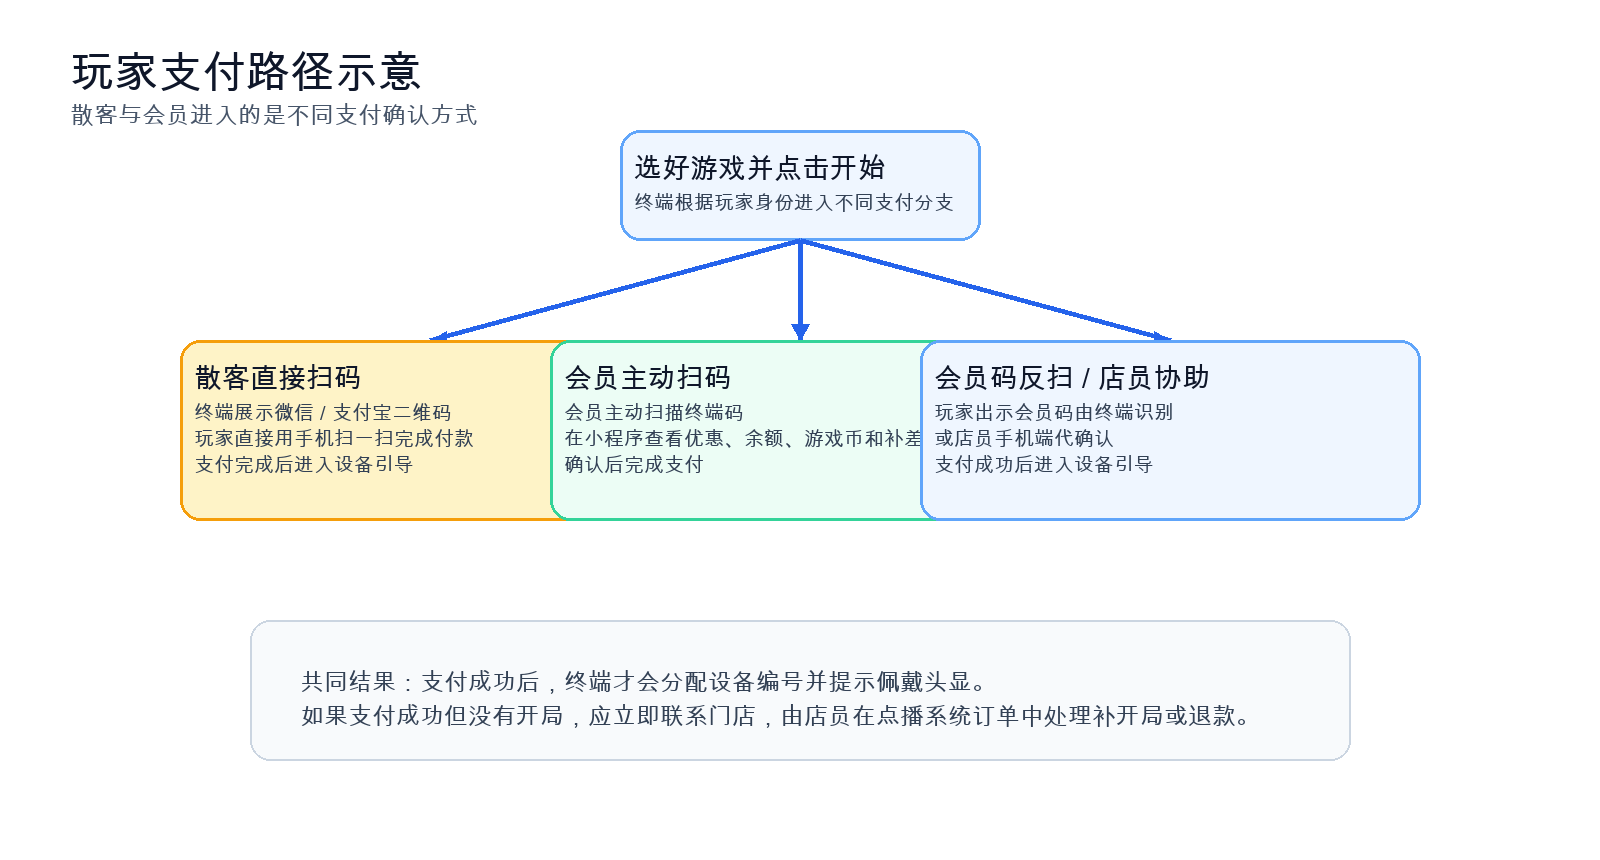 玩家支付路径示意
散客与会员进入的是不同支付确认方式
选好游戏并点击开始
终端根据玩家身份进入不同支付分支
散客直接扫码
终端展示微信 / 支付宝二维码
玩家直接用手机扫一扫完成付款
支付完成后进入设备引导
会员主动扫码
会员主动扫描终端码
在小程序查看优惠、余额、游戏币和补差
确认后完成支付
会员码反扫 / 店员协助
玩家出示会员码由终端识别
或店员手机端代确认
支付成功后进入设备引导
共同结果：支付成功后，终端才会分配设备编号并提示佩戴头显。
如果支付成功但没有开局，应立即联系门店，由店员在点播系统订单中处理补开局或退款。